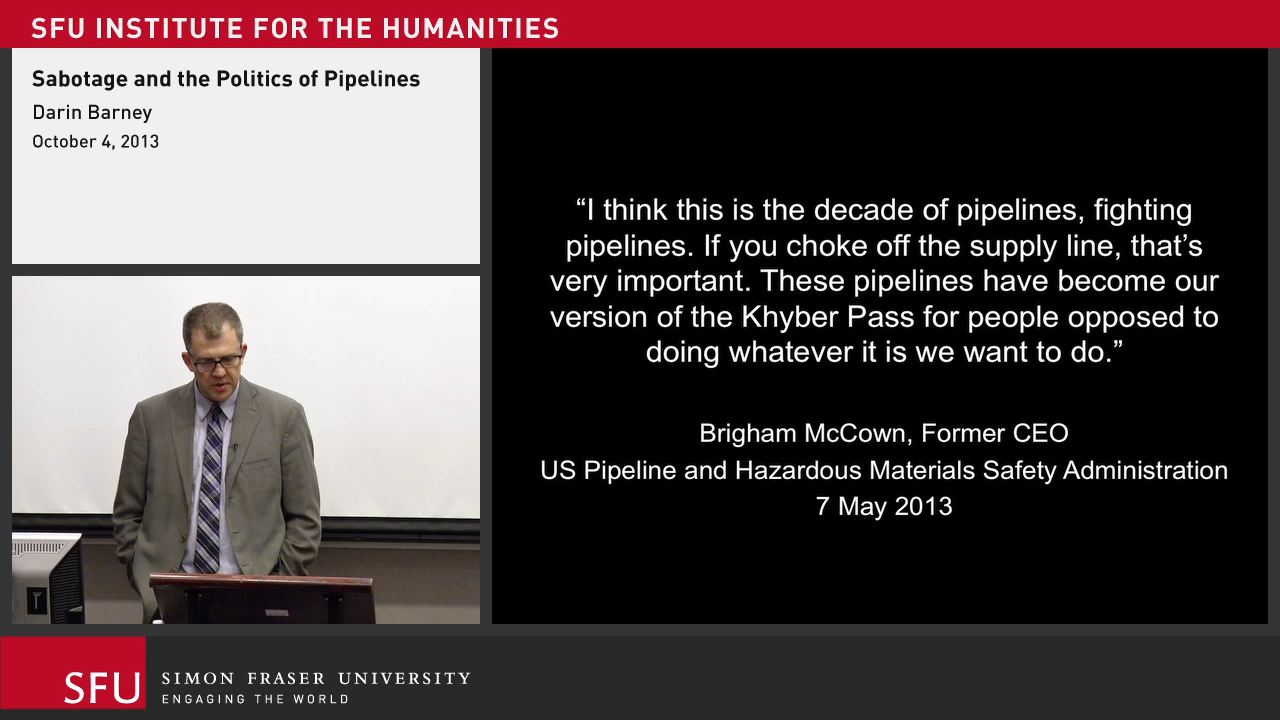 SFU INSTITUTE FOR THE HUMANITIES
Sabotage and the Politics of Pipelines
Darin Barney
October 4, 2013
“I think this is the decade of pipelines, fighting
pipelines. If you choke off the supply line, that’s
very important. These pipelines have become our
version of the Khyber Pass for people opposed to
doing whatever it is we want to do.”
Brigham McCown, Former CEO
US Pipeline and Hazardous Materials Safety Administration
7 May 2013
SFU
SIMON FRASER UNIVERSITY
ENGAGING THE WORLD